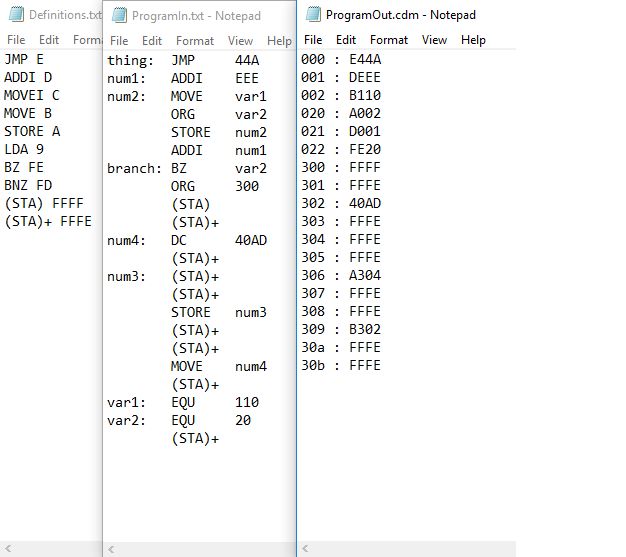 Definitions.txt
File Edit Forma
JMP E
ADDI D
MOVEI C
MOVE B
STORE A
LDA 9
BZ FE
BNZ FD
(STA) FFFF
(STA)+ FFFE
ProgramIn.txt - Notepad
File Edit Format View Help
thing: JMP 44A
num1: ADDI EEE
num2: MOVE var1
ORG var2
STORE num2
ADDI num1
branch: BZ var2
ORG 300
(STA)
(STA)+
num4: DC 40AD
(STA)+
num3: (STA)+
(STA)+
STORE num3
(STA)+
(STA)+
MOVE num4
(STA)+
var1: EQU 110
var2: EQU 20
(STA)+
ProgramOut.cdm - Notepad
File Edit Format View Help
000 : E44A
001 : DEEE
002 : B110
020 : A002
021 : D001
022 : FE20
300 : FFFF
301 : FFFE
302 : 40AD
303 : FFFE
304 : FFFE
305 : FFFE
306 : A304
307 : FFFE
308 : FFFE
309 : B302
30a : FFFE
30b : FFFE